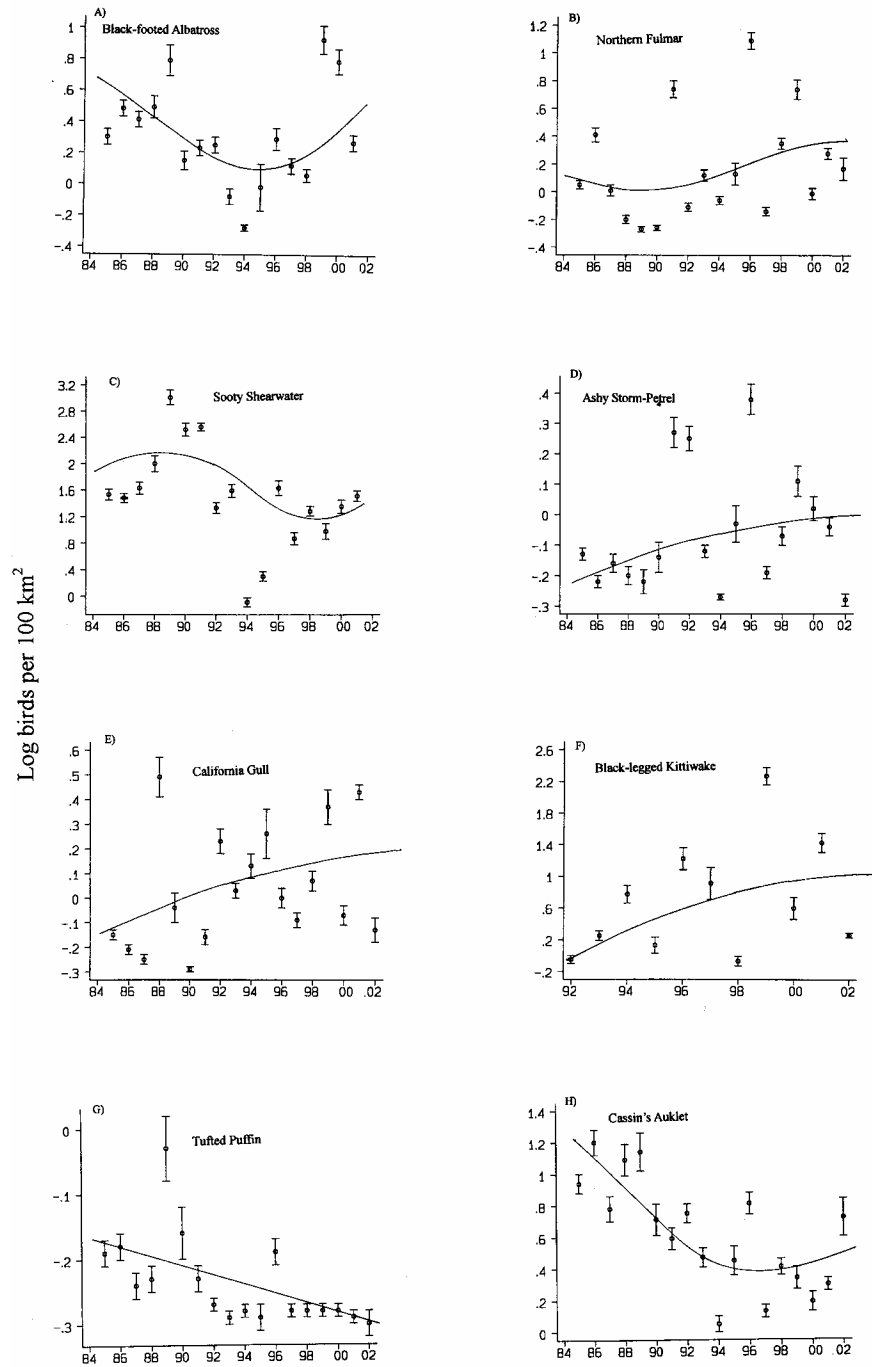 Log birds per 100 km²
A)
Black-footed Albatross
1
.8
.6
.4
.2
0
-.2
-.4
84 86 88 90 92 94 96 98 00 02
B)
Northern Fulmar
1.2
1
.8
.6
.4
.2
0
-.2
-.4
84 86 88 90 92 94 96 98 00 02
C)
Sooty Shearwater
3.2
2.8
2.4
2
1.6
1.2
.8
.4
0
84 86 88 90 92 94 96 98 00 02
D)
Ashy Storm-Petrel
.4
.3
.2
.1
0
-.1
-.2
-.3
84 86 88 90 92 94 96 98 00 02
E)
California Gull
.6
.5
.4
.3
.2
.1
0
-.1
-.2
-.3
84 86 88 90 92 94 96 98 00 02
F)
Black-legged Kittiwake
2.6
2.2
1.8
1.4
1
.6
.2
-.2
92 94 96 98 00 02
G)
Tufted Puffin
0
-.1
-.2
-.3
84 86 88 90 92 94 96 98 00 02
H)
Cassin's Auklet
1.4
1.2
1
.8
.6
.4
.2
0
84 86 88 90 92 94 96 98 00 02